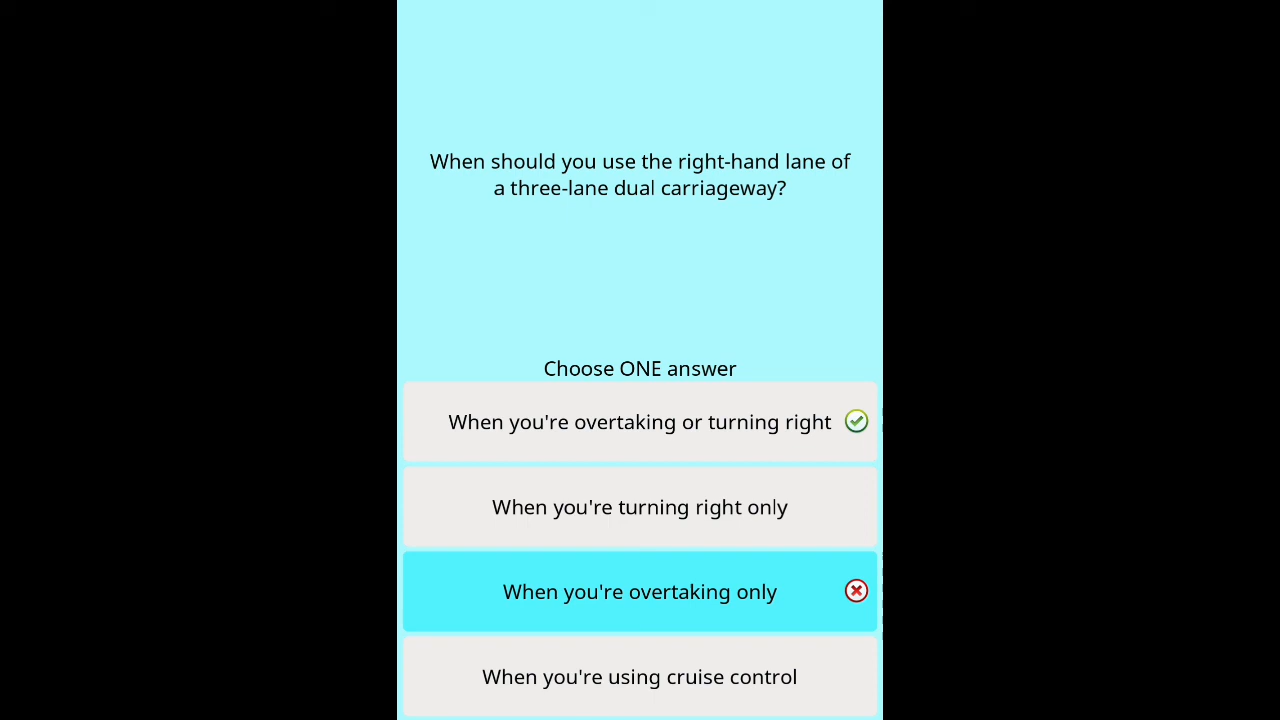 When should you use the right-hand lane of
a three-lane dual carriageway?
Choose ONE answer
When you're overtaking or turning right
When you're turning right only
When you're overtaking only
When you're using cruise control